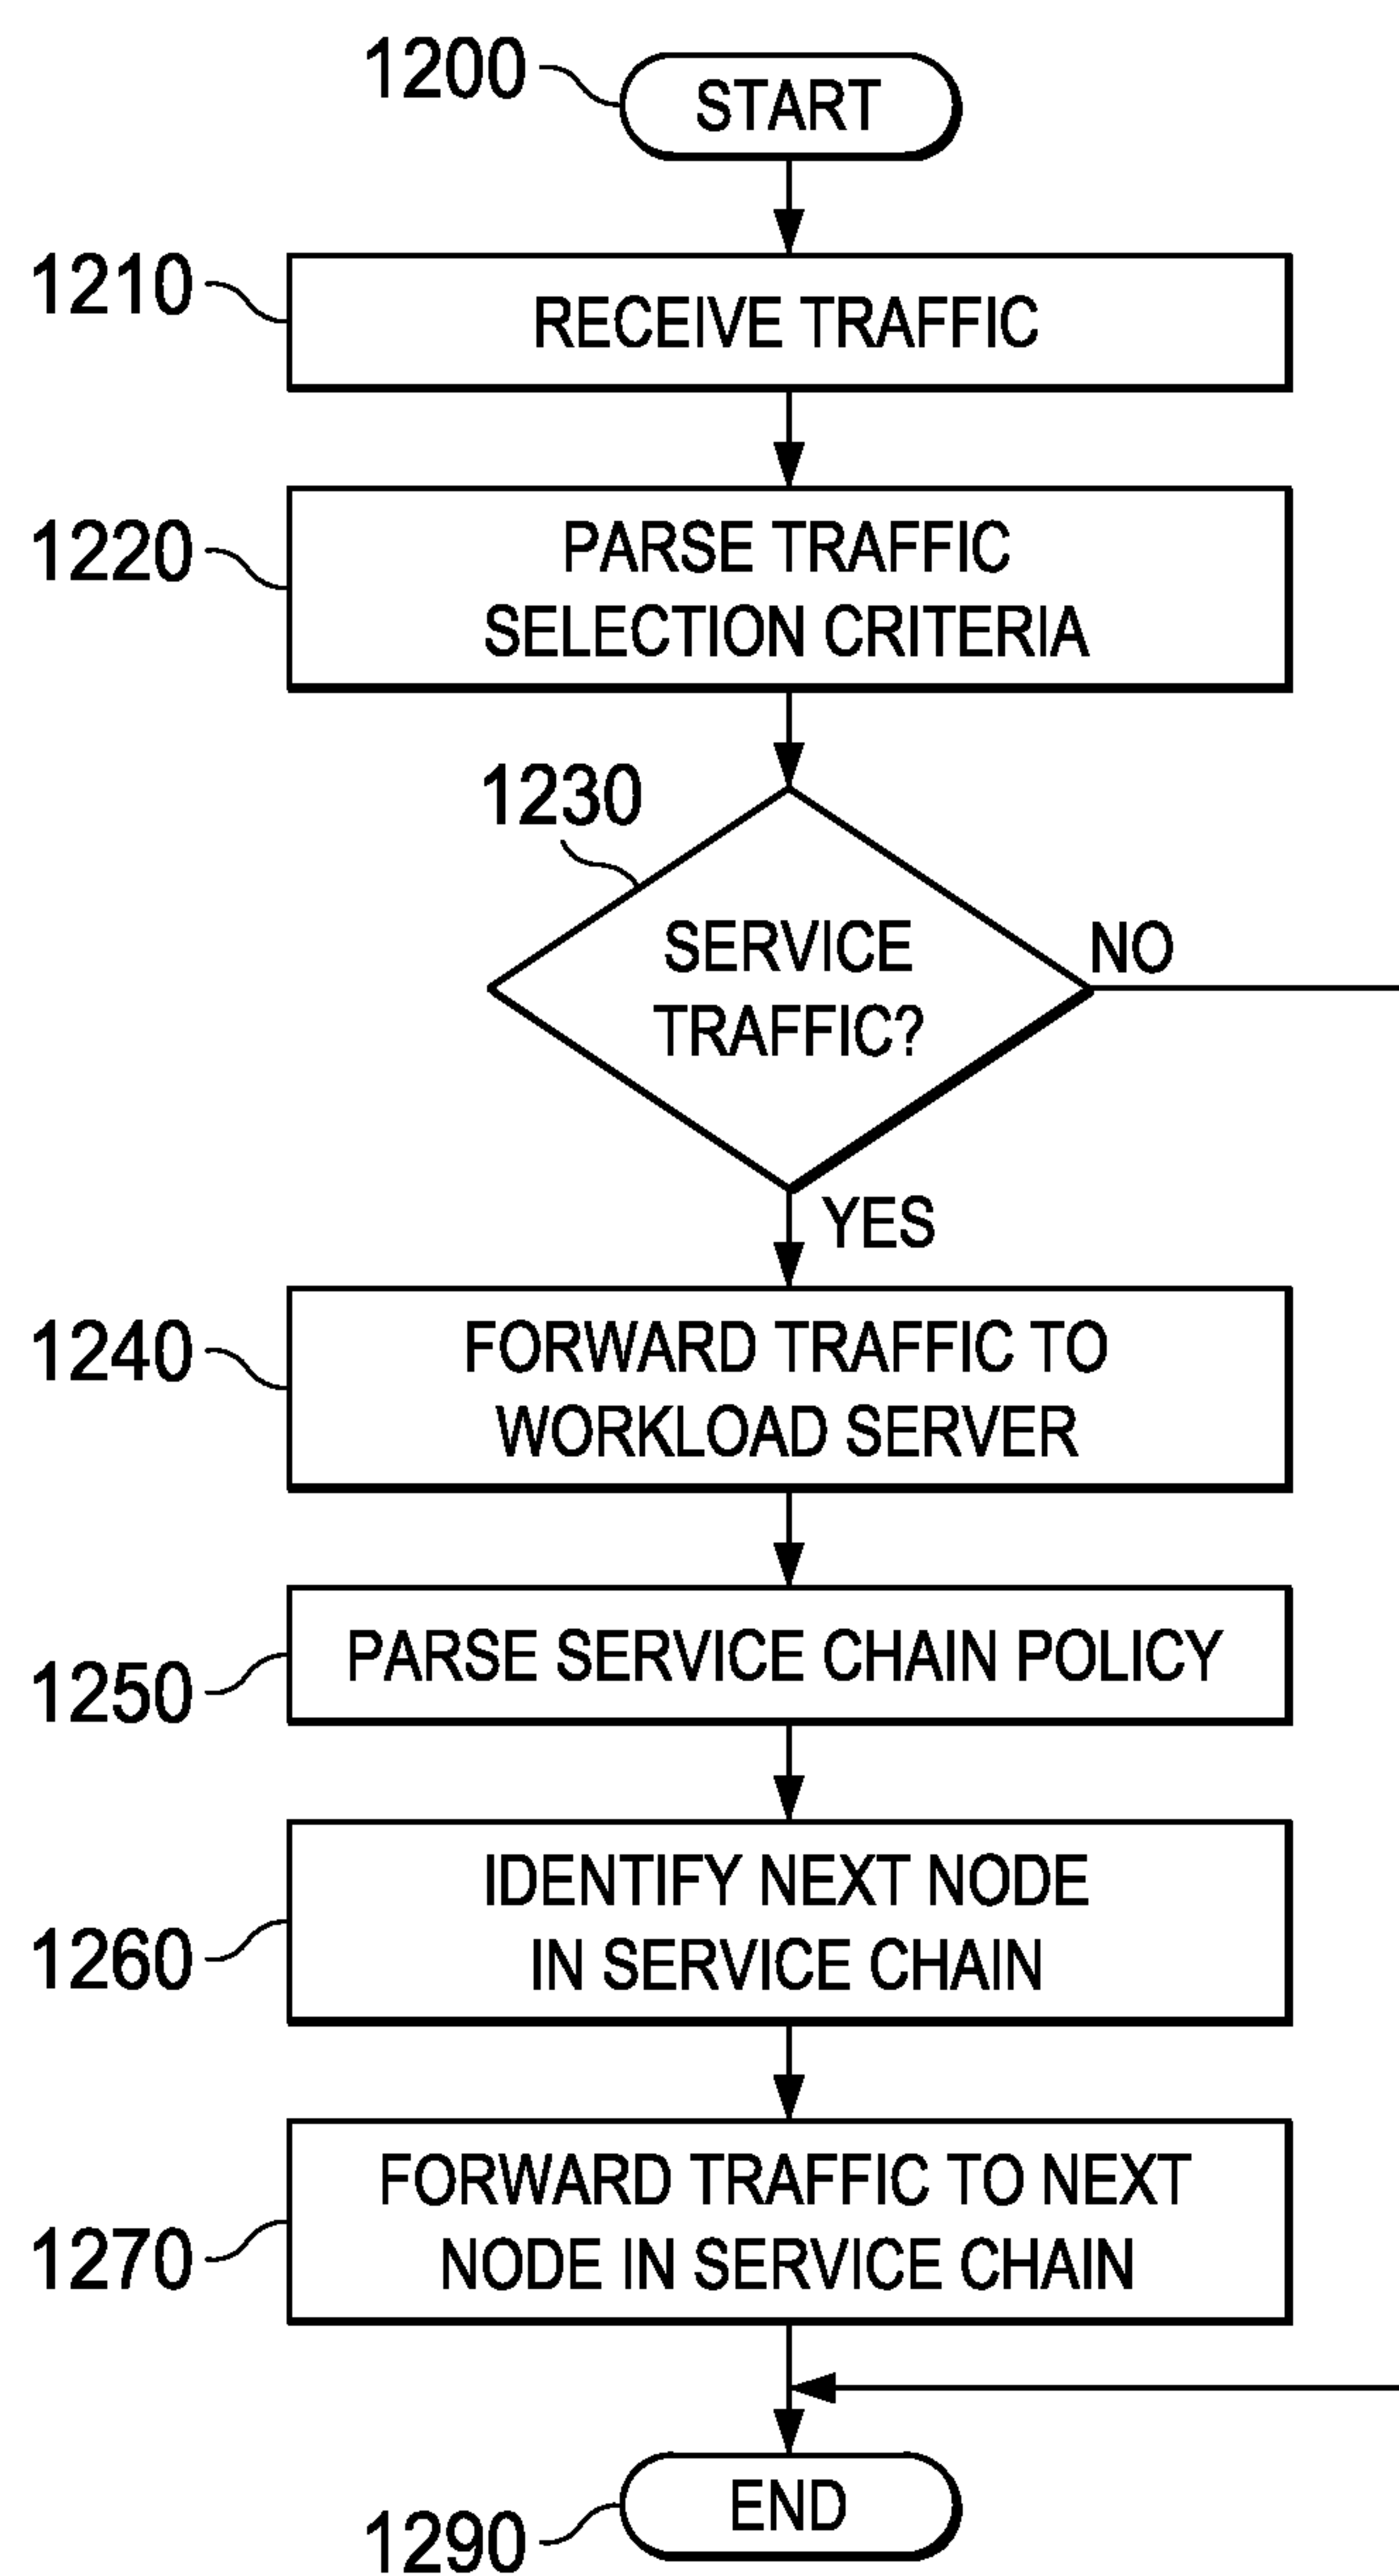 1200
START
1210
RECEIVE TRAFFIC
1220
PARSE TRAFFIC
SELECTION CRITERIA
1230
SERVICE
TRAFFIC?
NO
YES
1240
FORWARD TRAFFIC TO
WORKLOAD SERVER
1250
PARSE SERVICE CHAIN POLICY
1260
IDENTIFY NEXT NODE
IN SERVICE CHAIN
1270
FORWARD TRAFFIC TO NEXT
NODE IN SERVICE CHAIN
1290
END